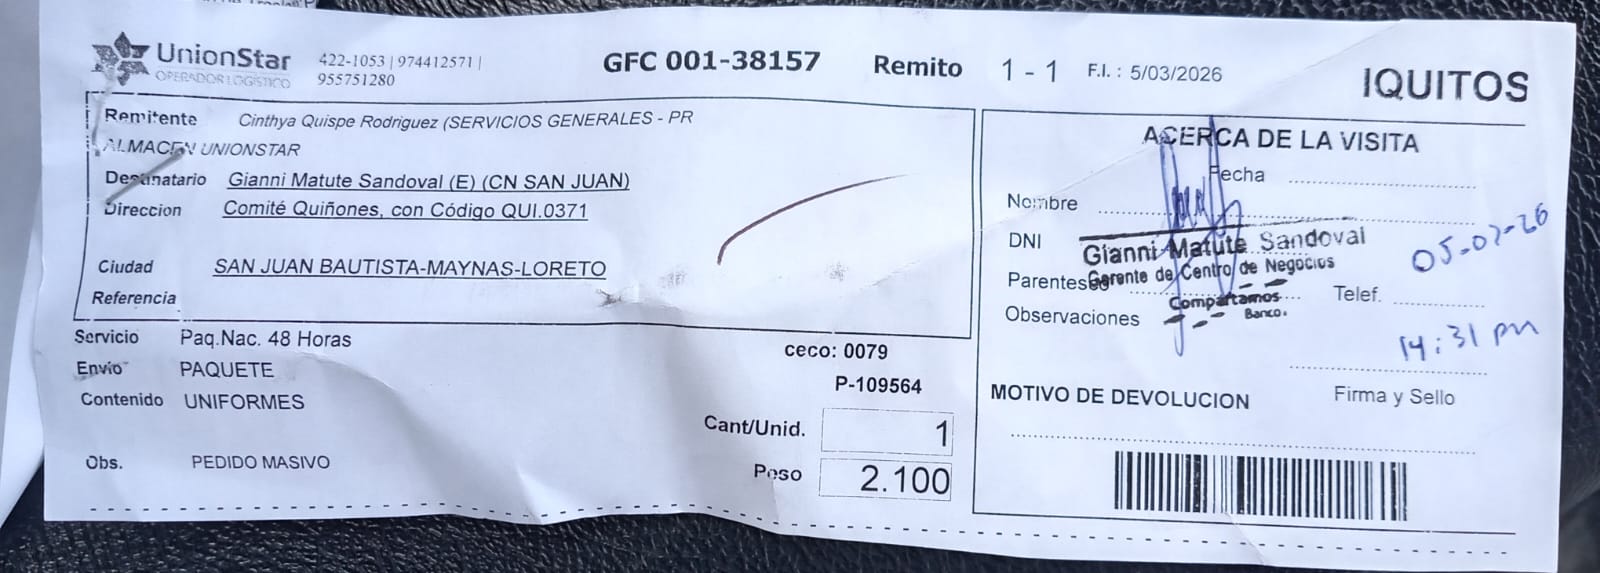 UnionStar
OPERADOR LOGÍSTICO
422-1053 | 974412571 |
955751280
GFC 001-38157
Remito 1 - 1
F.I. : 5/03/2026
IQUITOS
Remitente Cinthya Quispe Rodriguez (SERVICIOS GENERALES - PR
ALMACEN UNIONSTAR
Destinatario Gianni Matute Sandoval (E) (CN SAN JUAN)
Direccion Comité Quiñones, con Código QUI.0371
Ciudad SAN JUAN BAUTISTA-MAYNAS-LORETO
Referencia
Servicio Paq.Nac. 48 Horas
Envío PAQUETE
Contenido UNIFORMES
Obs. PEDIDO MASIVO
ceco: 0079
P-109564
Cant/Unid. 1
Peso 2.100
ACERCA DE LA VISITA
Fecha
Nombre
DNI
Gianni Matute Sandoval
Gerente de Centro de Negocios
Compartamos
Banco.
Parentesco
Telef.
Observaciones
14:31 pm
Firma y Sello
MOTIVO DE DEVOLUCION